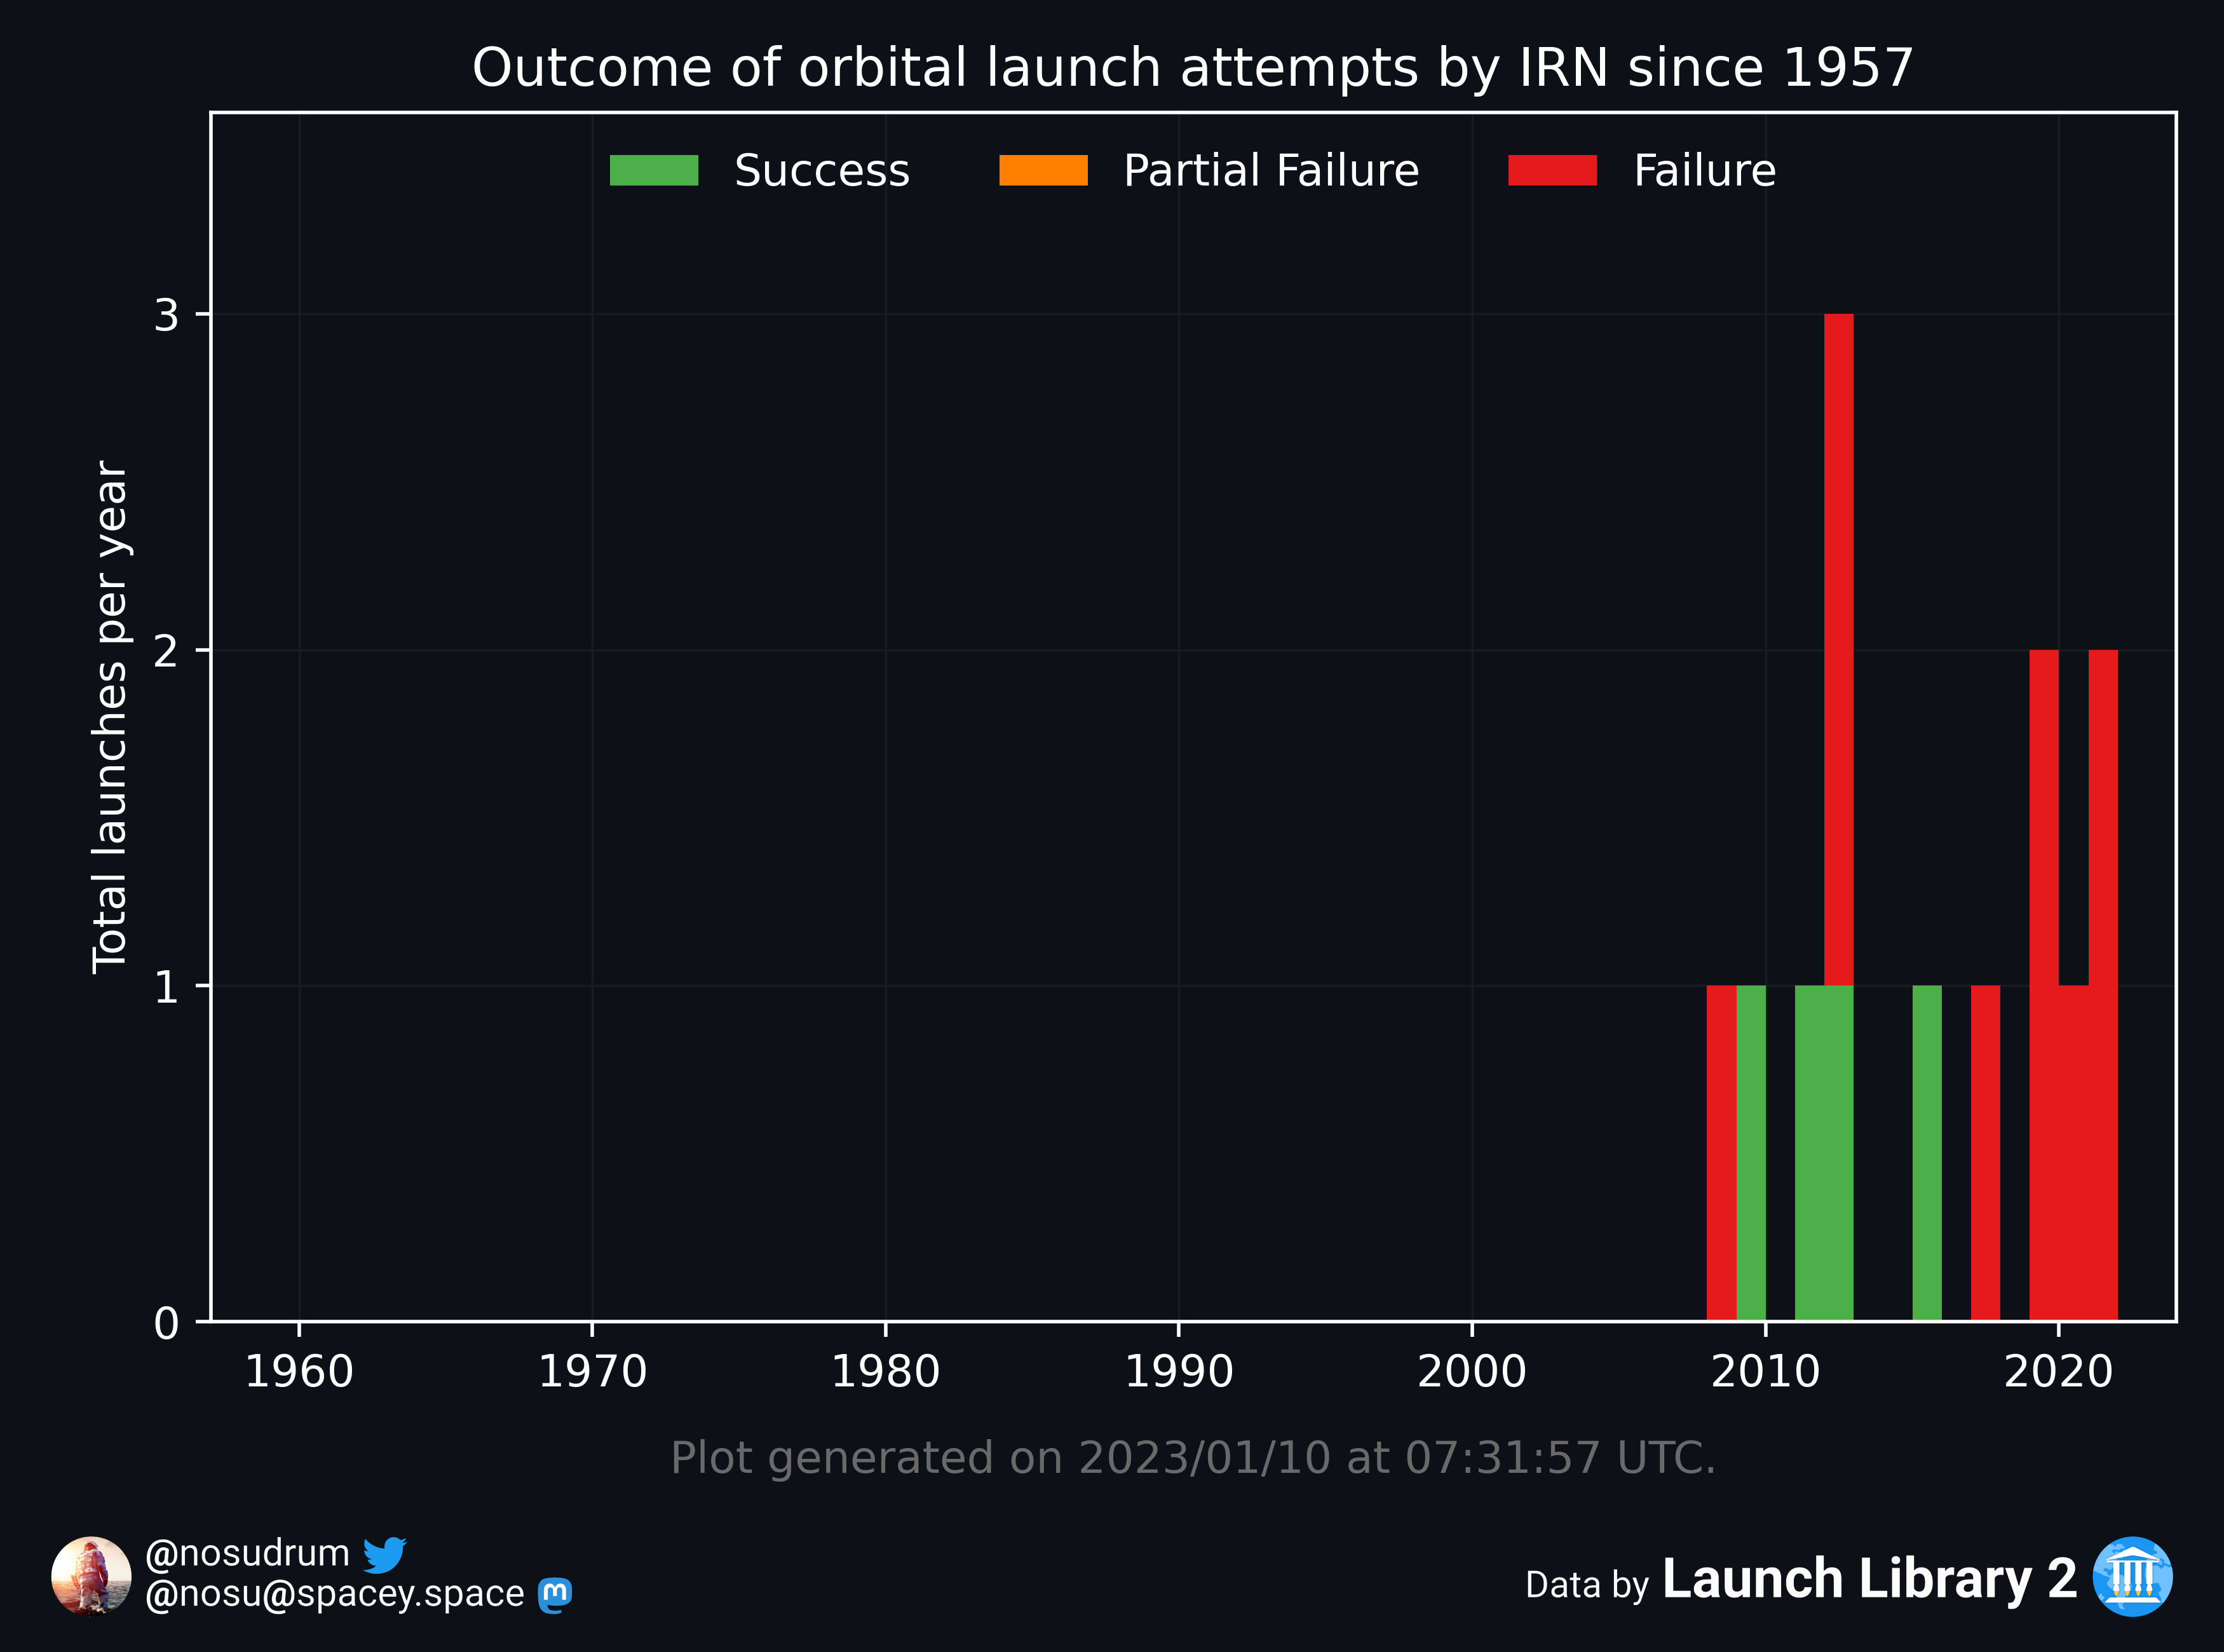 Outcome of orbital launch attempts by IRN since 1957
Success Partial Failure Failure
Total launches per year
3
2
1
0
1960 1970 1980 1990 2000 2010 2020
Plot generated on 2023/01/10 at 07:31:57 UTC.
@nosudrum
@nosu@spacey.space
Data by Launch Library 2